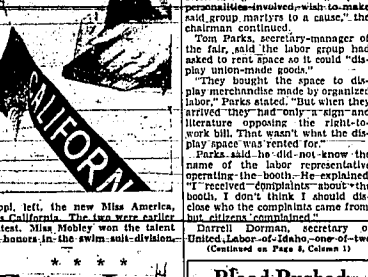 CALIFORN
ppi, left, the new Miss America,
s California. The two were earlier
test. Miss Mobley won the talent
honors in the swim suit division.
* * * *
personalities involved, wish to make
said group martyrs to a cause," the
chairman continued.
Tom Parks, secretary-manager of
the fair, said the labor group had
asked to rent space so it could "dis-
play union-made goods."
"They bought the space to dis-
play merchandise made by organized
labor," Parks stated. "But when they
arrived they had only a sign and
literature opposing the right-to-
work bill. That wasn't what the dis-
play space was rented for."
Parks said he did not know the
name of the labor representative
operating the booth. He explained
"I received complaints about the
booth, I don't think I should dis-
close who the complaints came from
but citizens complained."
Darrell Dorman, secretary of
United Labor of Idaho, one of two
(Continued on Page 8, Column 1)